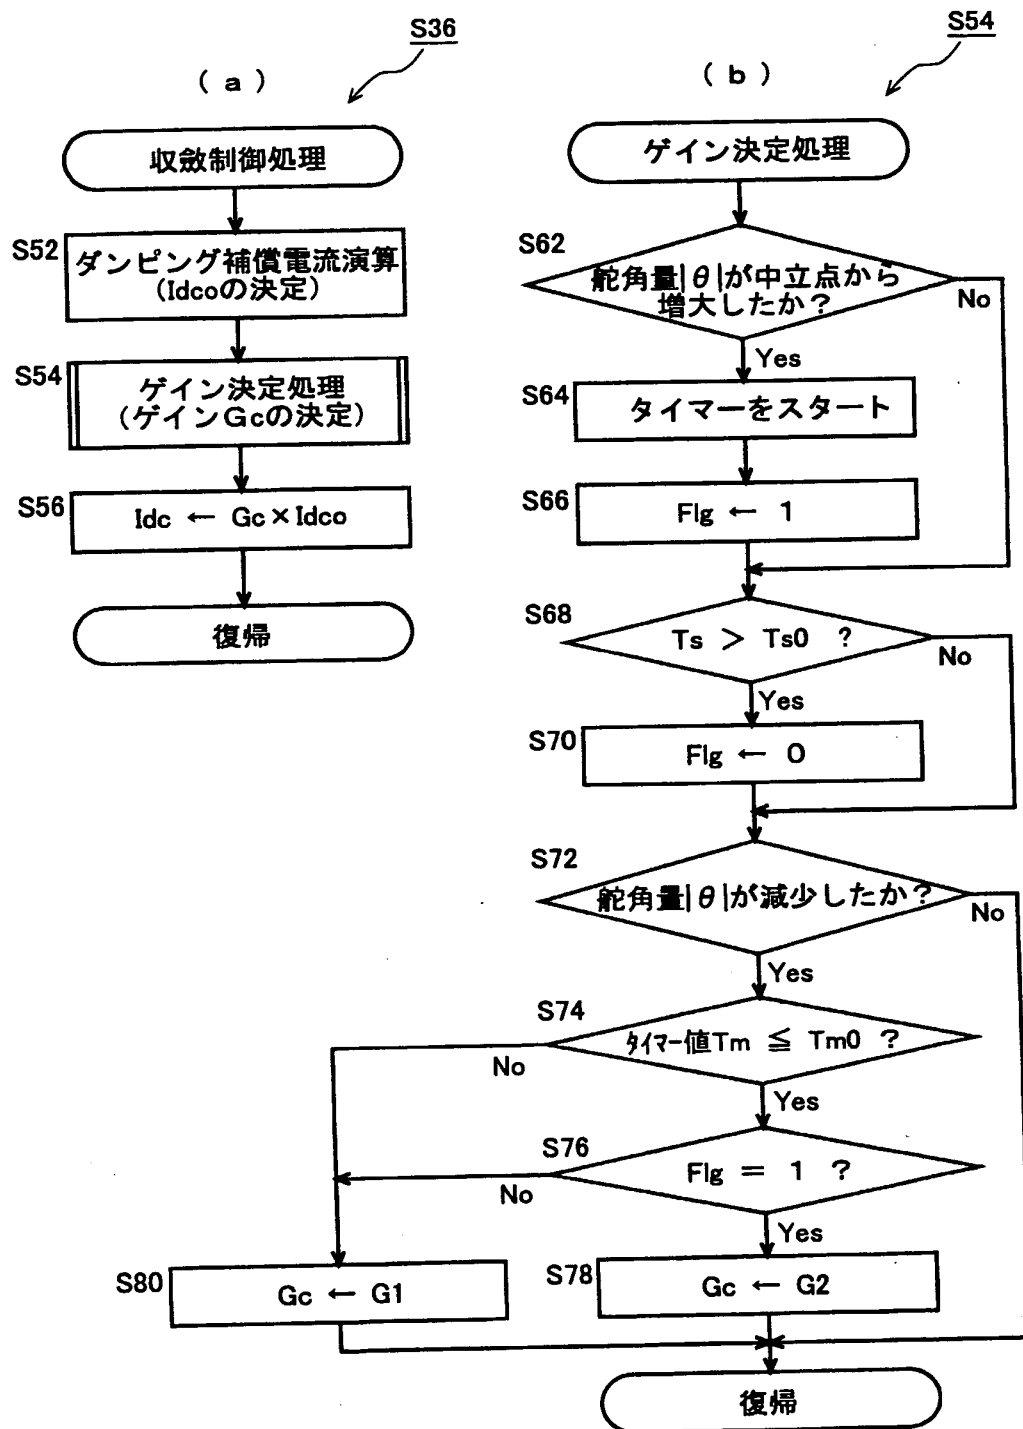 S36
( a )
収斂制御処理
S52
ダンピング補償電流演算
(Idcoの決定)
S54
ゲイン決定処理
(ゲインGcの決定)
S56
Idc ← Gc×Idco
復帰
S54
( b )
ゲイン決定処理
S62
舵角量|θ|が中立点から
増大したか?
No
Yes
S64
タイマーをスタート
S66
Flg ← 1
S68
Ts > Ts0 ?
No
Yes
S70
Flg ← 0
S72
舵角量|θ|が減少したか?
No
Yes
S74
タイマー値Tm ≦ Tm0 ?
No
Yes
S76
Flg = 1 ?
No
Yes
S80
Gc ← G1
S78
Gc ← G2
復帰